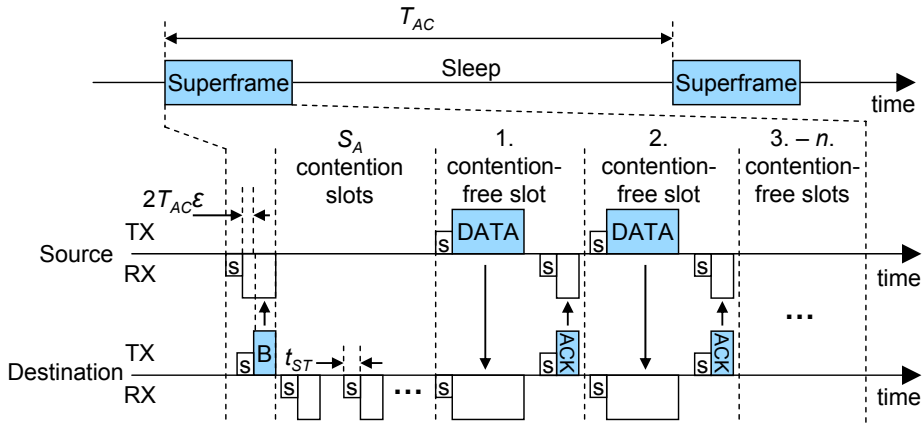 T_AC
Superframe
Sleep
Superframe
time
S_A contention slots
1. contention-free slot
2. contention-free slot
3. – n. contention-free slots
2T_ACε
TX
s DATA
s DATA
Source
RX
s
s
s
time
...
TX
s B
t_ST
s ACK
s ACK
Destination
RX
s
s
...
s
s
time